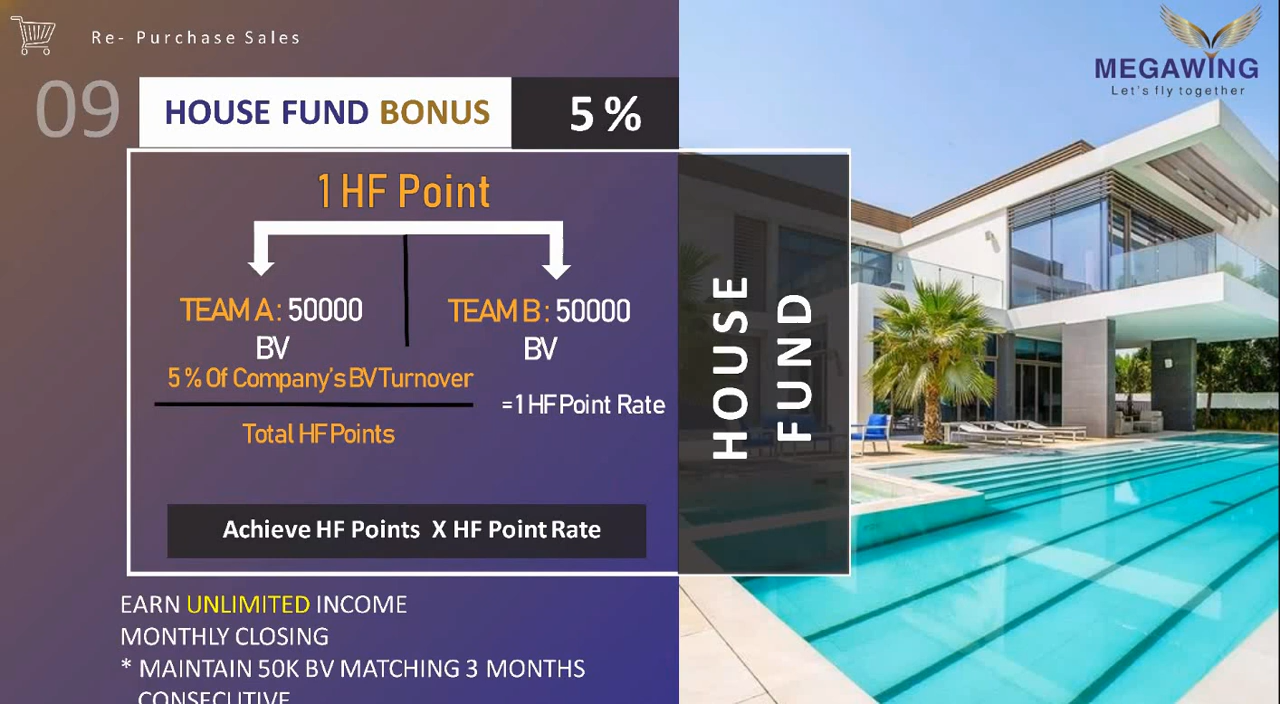 Re- Purchase Sales
MEGAWING
Let's fly together
09
HOUSE FUND BONUS
5 %
1 HF Point
TEAM A : 50000
BV
TEAM B : 50000
BV
5 % Of Company's BV Turnover
Total HF Points
=1 HF Point Rate
Achieve HF Points X HF Point Rate
HOUSE
FUND
EARN UNLIMITED INCOME
MONTHLY CLOSING
* MAINTAIN 50K BV MATCHING 3 MONTHS
CONSECUTIVE